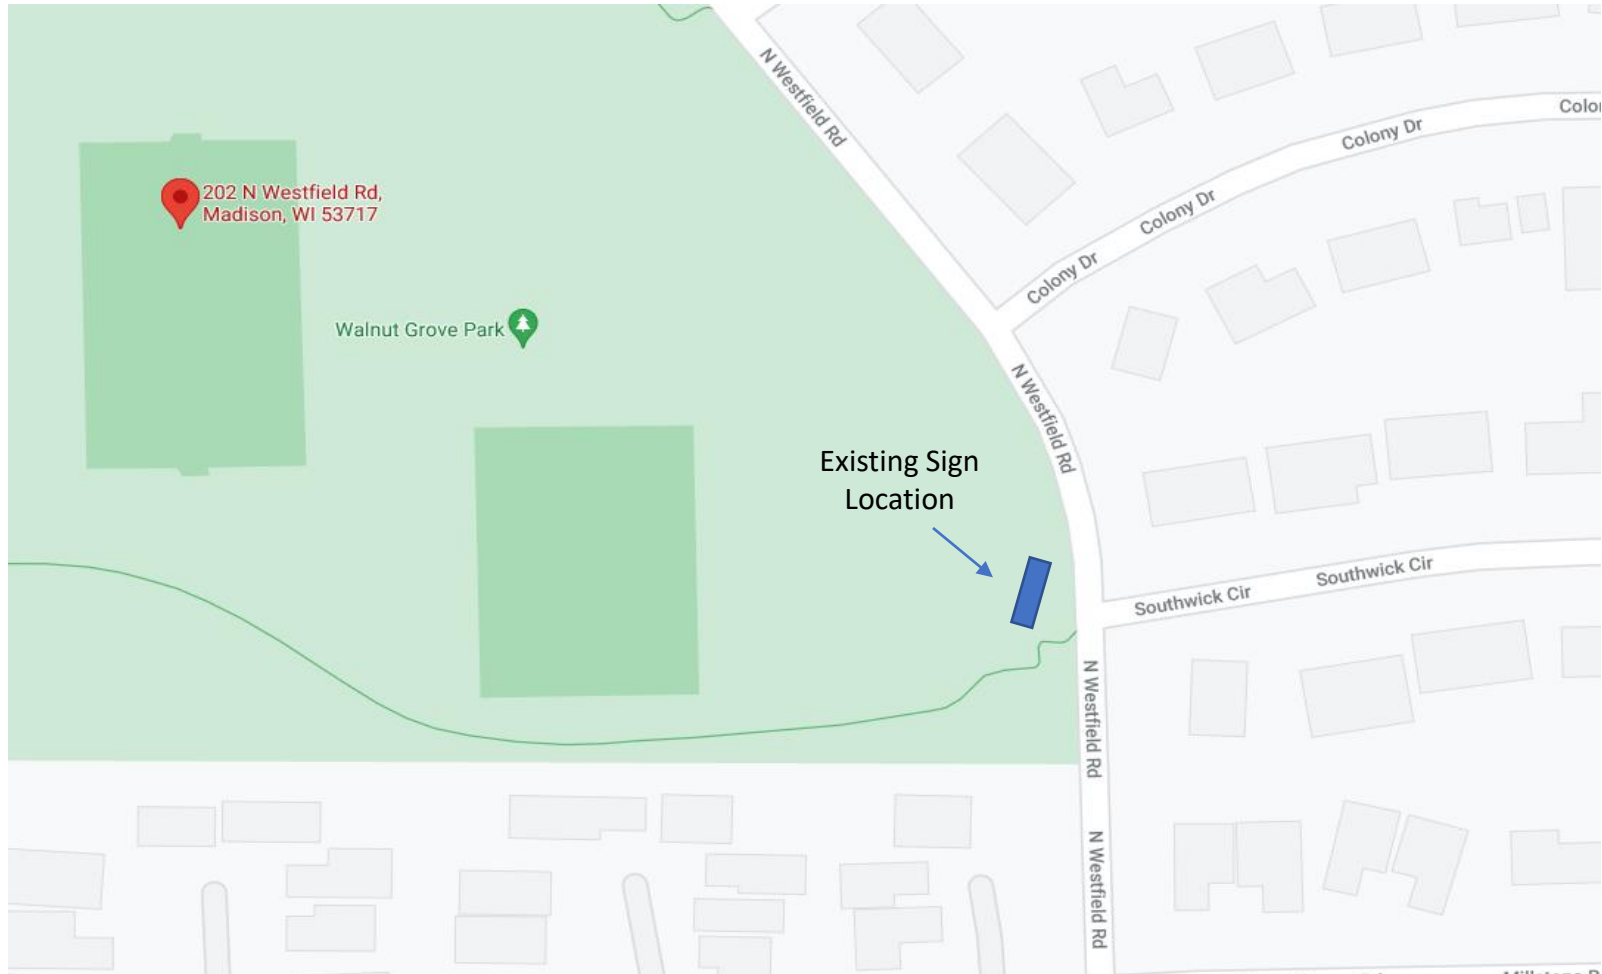 N Westfield Rd
Colony Dr
Colony Dr
202 N Westfield Rd,
Madison, WI 53717
Colony Dr
Walnut Grove Park
N Westfield Rd
Existing Sign
Location
Southwick Cir
Southwick Cir
N Westfield Rd
N Westfield Rd